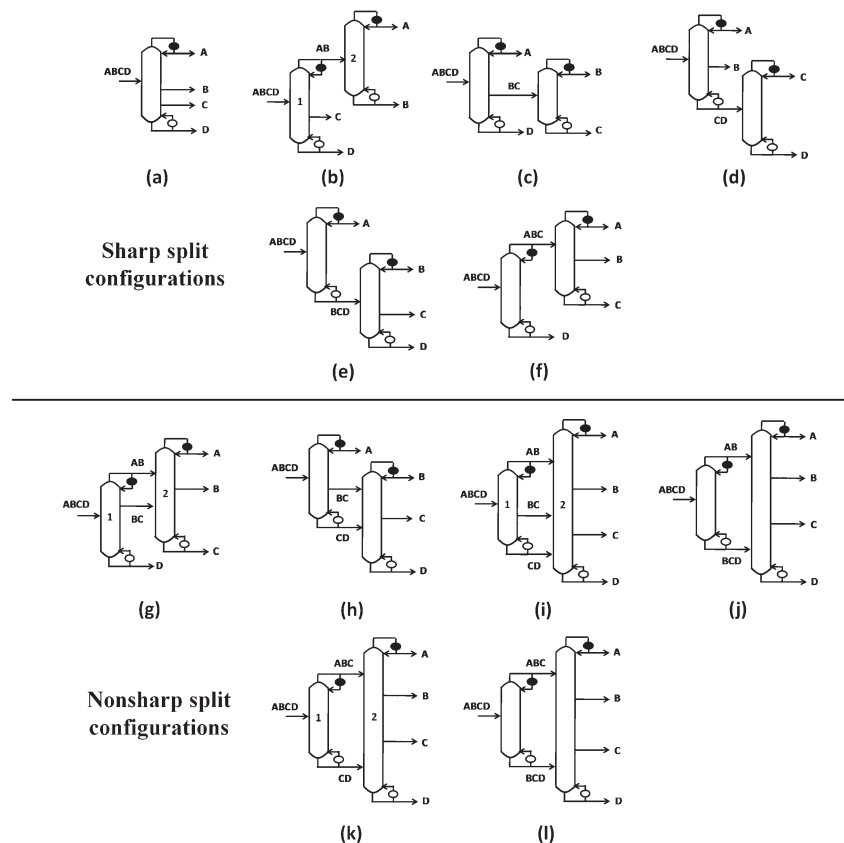 A
ABCD
B
C
D
(a)
AB
A
2
ABCD
1
C
B
D
(b)
A
ABCD
BC
B
D
C
(c)
A
ABCD
B
C
CD
D
(d)
Sharp split
configurations
A
ABCD
B
BCD
C
D
(e)
ABC
A
B
ABCD
C
D
(f)
AB
A
2
B
ABCD
1
BC
C
D
(g)
A
ABCD
B
BC
C
CD
D
(h)
AB
A
B
ABCD
1
BC
2
C
CD
D
(i)
AB
A
B
ABCD
C
BCD
D
(j)
Nonsharp split
configurations
ABC
A
B
ABCD
1
2
C
CD
D
(k)
ABC
A
B
ABCD
C
BCD
D
(l)